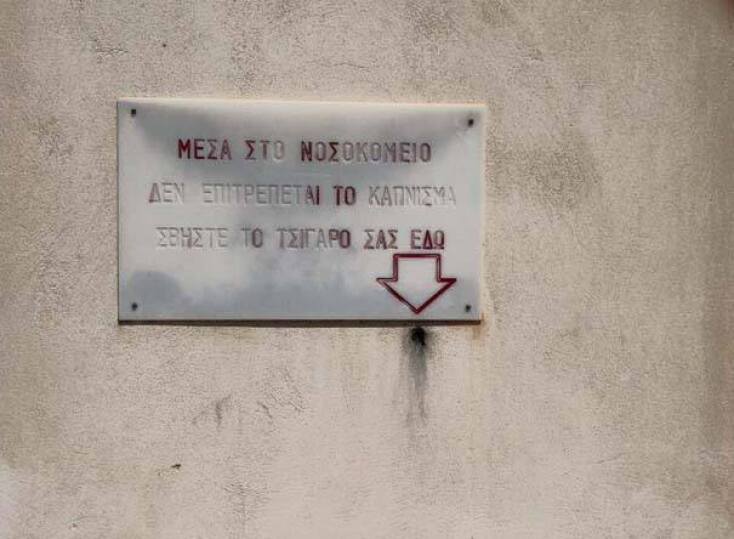 ΜΕΣΑ ΣΤΟ ΝΟΣΟΚΟΜΕΙΟ
ΔΕΝ ΕΠΙΤΡΕΠΕΤΑΙ ΤΟ ΚΑΠΝΙΣΜΑ
ΣΒΗΣΤΕ ΤΟ ΤΣΙΓΑΡΟ ΣΑΣ ΕΔΩ